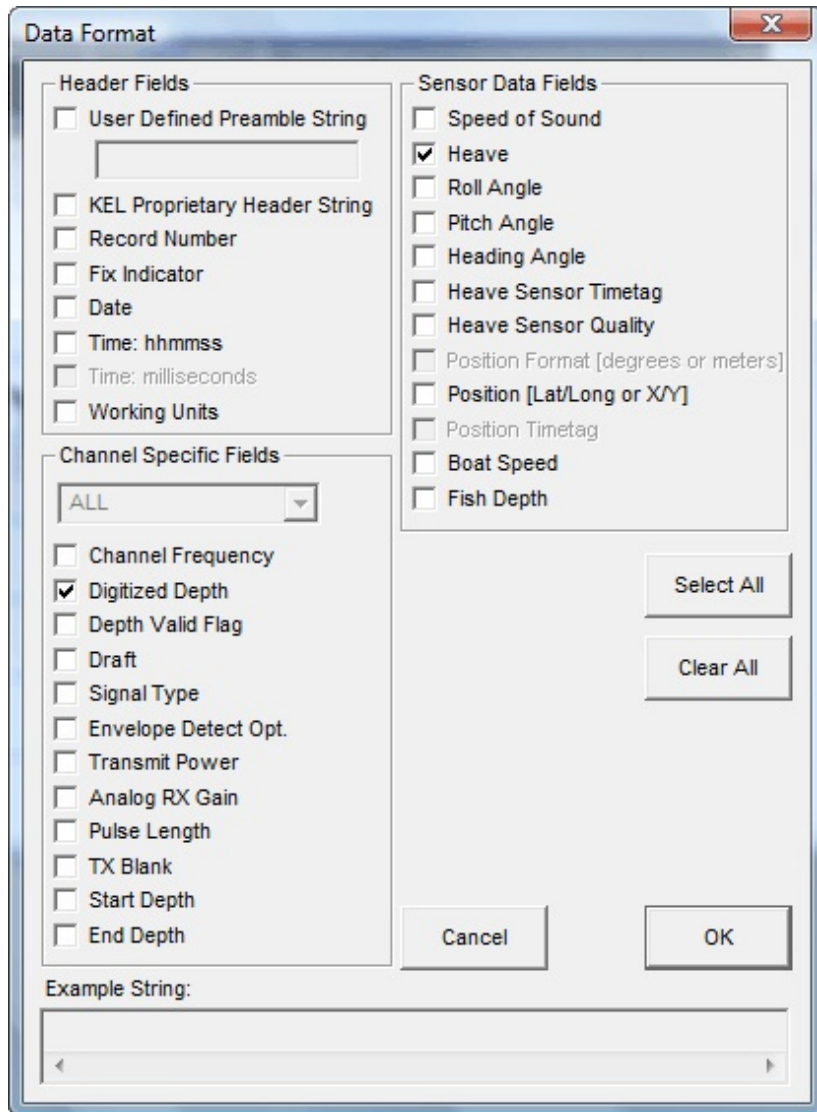 Data Format
Header Fields
User Defined Preamble String
KEL Proprietary Header String
Record Number
Fix Indicator
Date
Time: hhmmss
Time: milliseconds
Working Units
Channel Specific Fields
ALL
Channel Frequency
Digitized Depth
Depth Valid Flag
Draft
Signal Type
Envelope Detect Opt.
Transmit Power
Analog RX Gain
Pulse Length
TX Blank
Start Depth
End Depth
Sensor Data Fields
Speed of Sound
Heave
Roll Angle
Pitch Angle
Heading Angle
Heave Sensor Timetag
Heave Sensor Quality
Position Format [degrees or meters]
Position [Lat/Long or X/Y]
Position Timetag
Boat Speed
Fish Depth
Select All
Clear All
Cancel
OK
Example String: